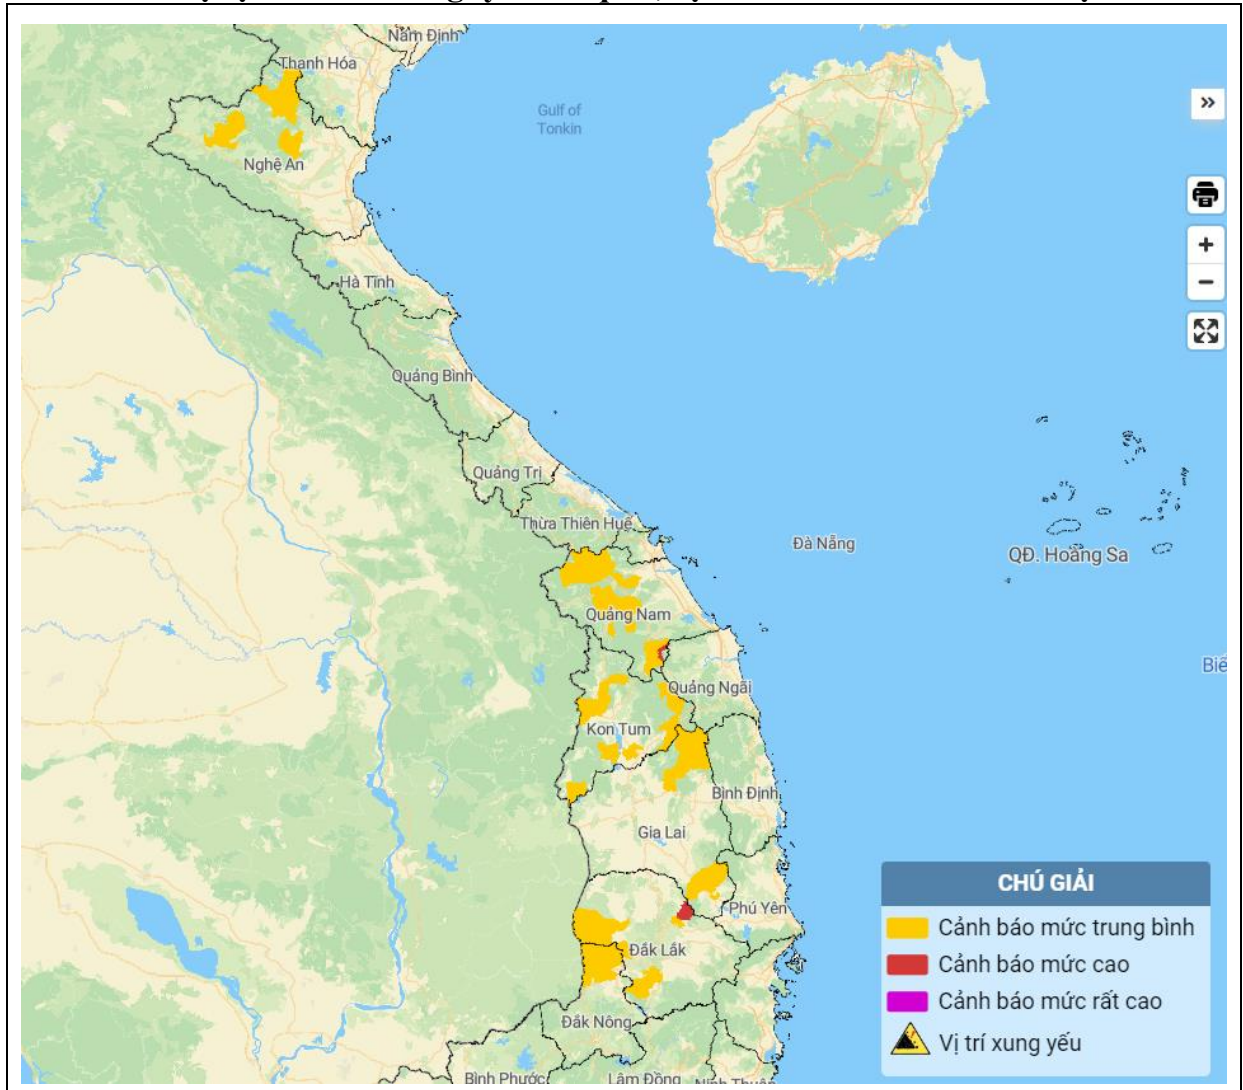 Nam Định
Thanh Hóa
Gulf of
Tonkin
»
Nghệ An
+
−
Hà Tĩnh
Quảng Bình
Quảng Trị
Thừa Thiên Huế
Đà Nẵng
QĐ. Hoàng Sa
Quảng Nam
Biể
Quảng Ngãi
Kon Tum
Bình Định
Gia Lai
CHÚ GIẢI
Phú Yên
Cảnh báo mức trung bình
Đắk Lắk
Cảnh báo mức cao
Cảnh báo mức rất cao
Đắk Nông
Vị trí xung yếu
Bình Phước
Lâm Đồng
Ninh Thuận